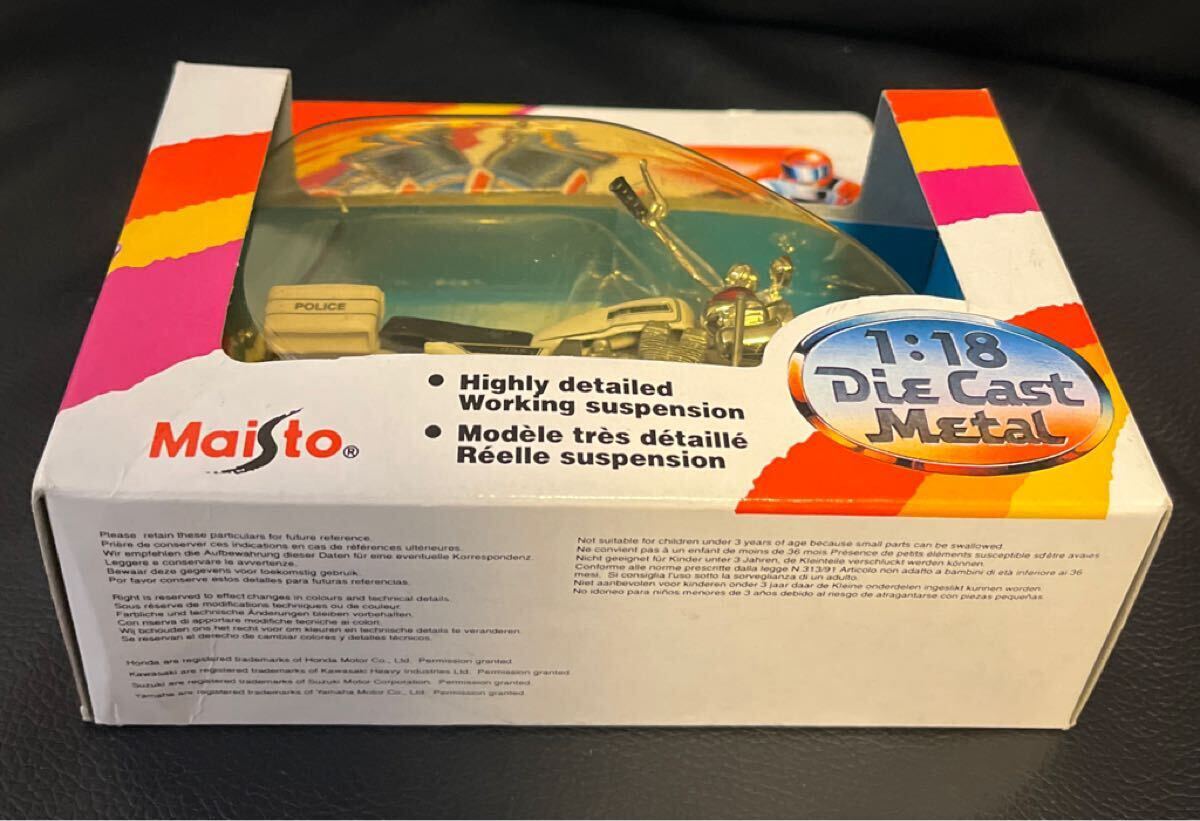 POLICE
1:18
Die Cast
Metal
• Highly detailed
Working suspension
• Modèle très détaillé
Réelle suspension
Maisto®
Please retain these particulars for future reference.
Prière de conserver ces indications en cas de références ultérieures.
Wir empfehlen die Aufbewahrung dieser Daten für eine eventuelle Korrespondenz.
Leggere e conservare le avvertenze.
Bewaar deze gegevens voor toekomstig gebruik.
Por favor conserve estos detalles para futuras referencias.
Right is reserved to effect changes in colours and technical details.
Sous réserve de modifications techniques ou de couleur.
Farbliche und technische Änderungen bleiben vorbehalten.
Con riserva di apportare modifiche tecniche ai colori.
Wij behouden ons het recht voor om kleuren en technische details te veranderen.
Se reservan el derecho de cambiar colores y detalles técnicos.
Honda are registered trademarks of Honda Motor Co., Ltd. Permission granted.
Kawasaki are registered trademarks of Kawasaki Heavy Industries Ltd. Permission granted.
Suzuki are registered trademarks of Suzuki Motor Corporation. Permission granted.
Yamaha are registered trademarks of Yamaha Motor Co., Ltd. Permission granted.
Not suitable for children under 3 years of age because small parts can be swallowed.
Ne convient pas à un enfant de moins de 36 mois Présence de petits éléments susceptible d'être avalés
Nicht geeignet für Kinder unter 3 Jahren, de Kleinteile verschluckt werden können.
Conforme alle norme prescritte dalla legge N.313/91 Articolo non adatto a bambini di età inferiore ai 36
mesi. Si consiglia l'uso sotto la sorveglianza di un adulto.
Niet aanbevolen voor kinderen onder 3 jaar daar de Kleine onderdelen ingeslikt kunnen worden.
No idoneo para niños menores de 3 años debido al riesgo de atragantarse con piezas pequeñas.